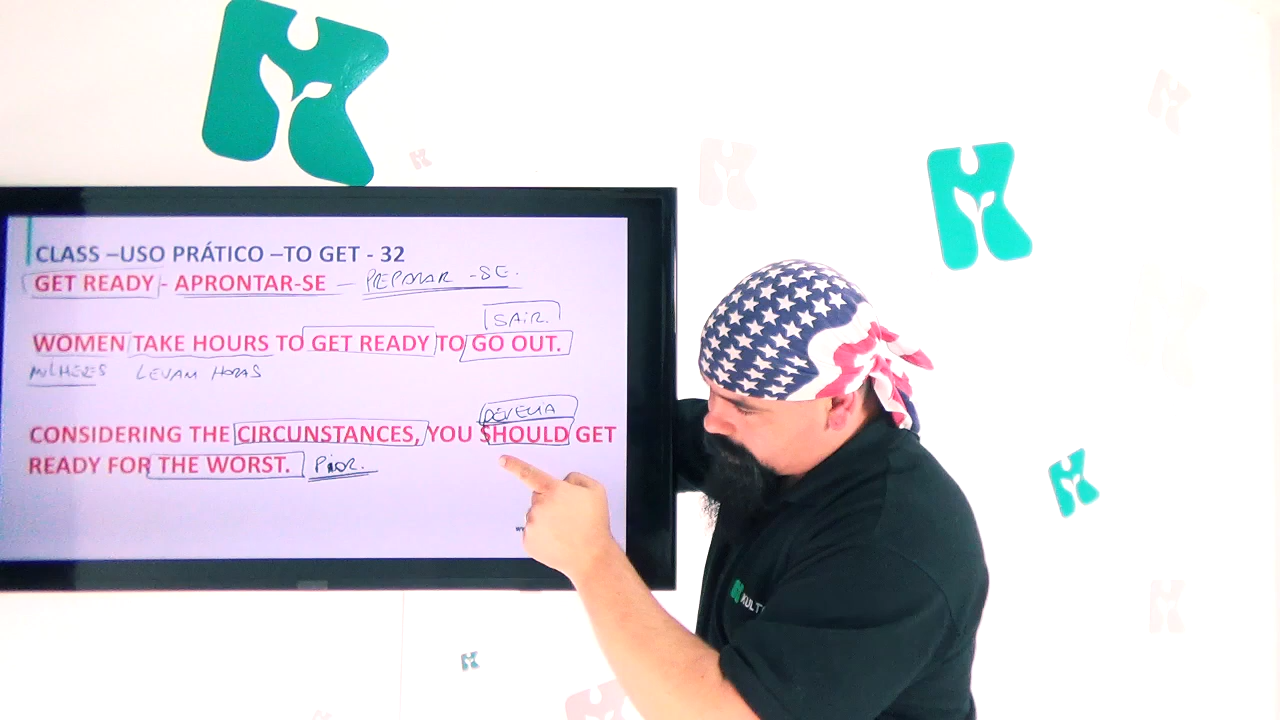 CLASS –USO PRÁTICO –TO GET - 32
GET READY - APRONTAR-SE — PREPARAR -SE.
SAIR.
WOMEN TAKE HOURS TO GET READY TO GO OUT.
MULHERES LEVAM HORAS
DEVERIA
CONSIDERING THE CIRCUNSTANCES, YOU SHOULD GET
READY FOR THE WORST. PIOR.